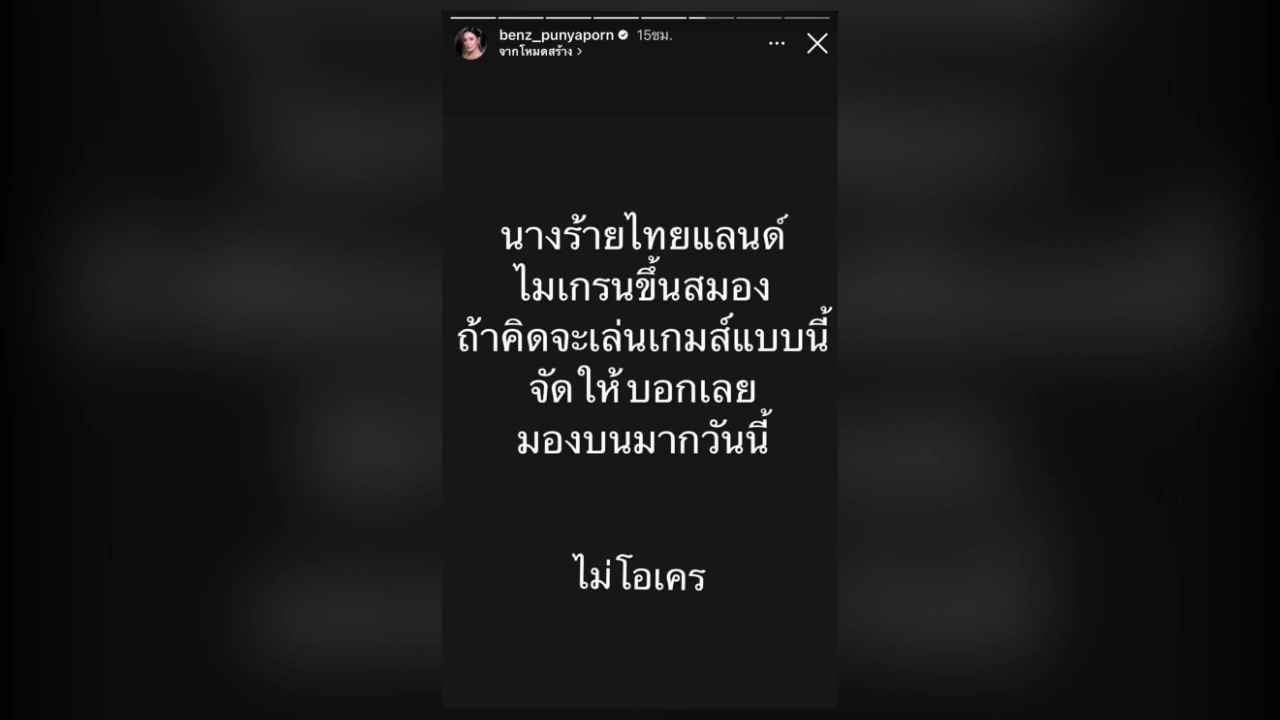 benz_punyaporn 15ชม.
จากโหมดสร้าง >
นางร้ายไทยแลนด์
ไมเกรนขึ้นสมอง
ถ้าคิดจะเล่นเกมส์แบบนี้
จัดให้ บอกเลย
มองบนมากวันนี้
ไม่โอเคร